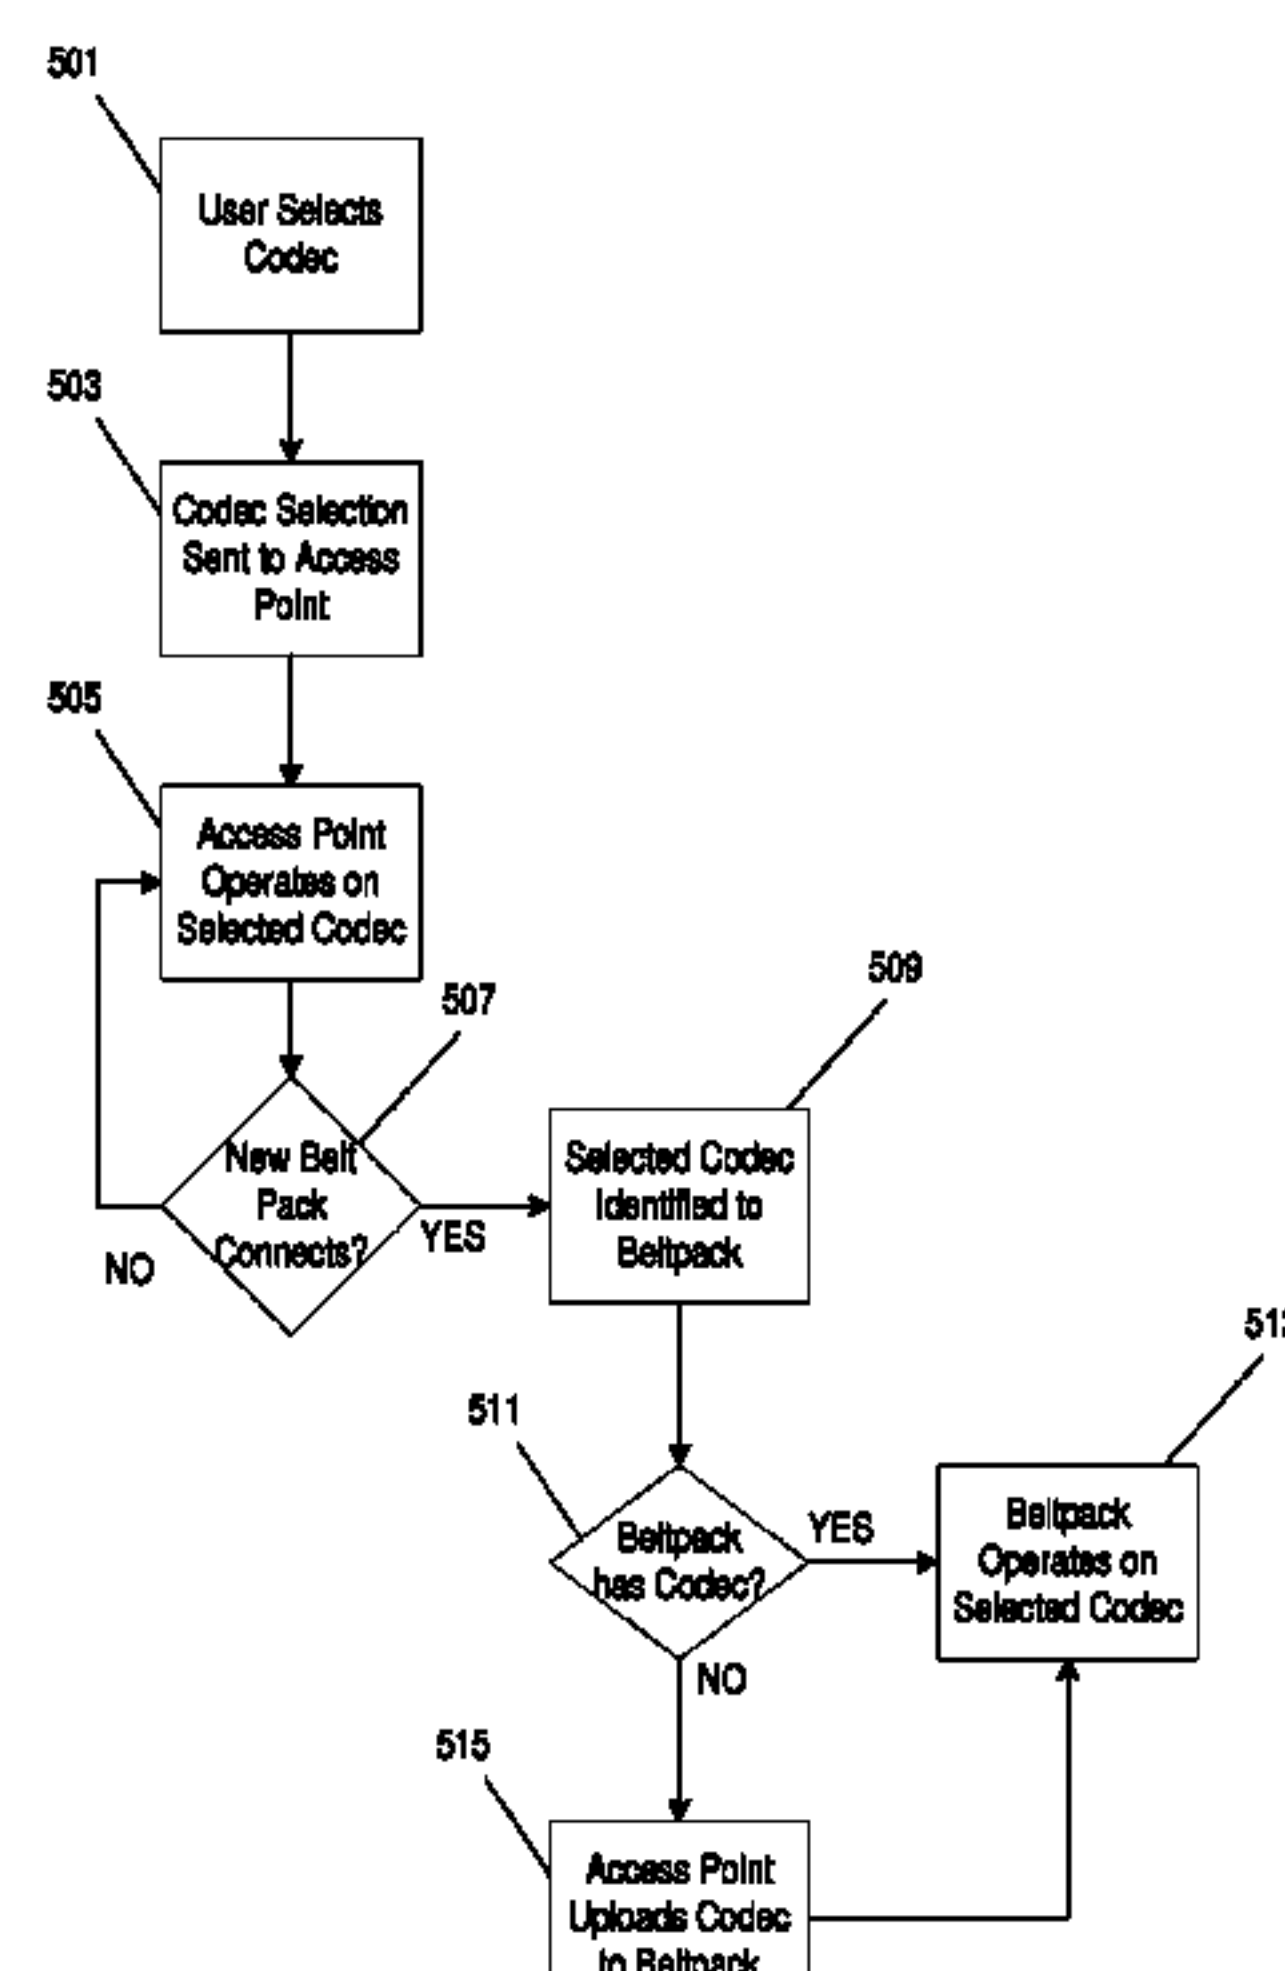 501
User Selects
Codec
503
Codec Selection
Sent to Access
Point
505
Access Point
Operates on
Selected Codec
507
New Belt
Pack
Connects?
NO
YES
509
Selected Codec
Identified to
Beltpack
511
Beltpack
has Codec?
YES
NO
Beltpack
Operates on
Selected Codec
515
Access Point
Uploads Codec
to Beltpack